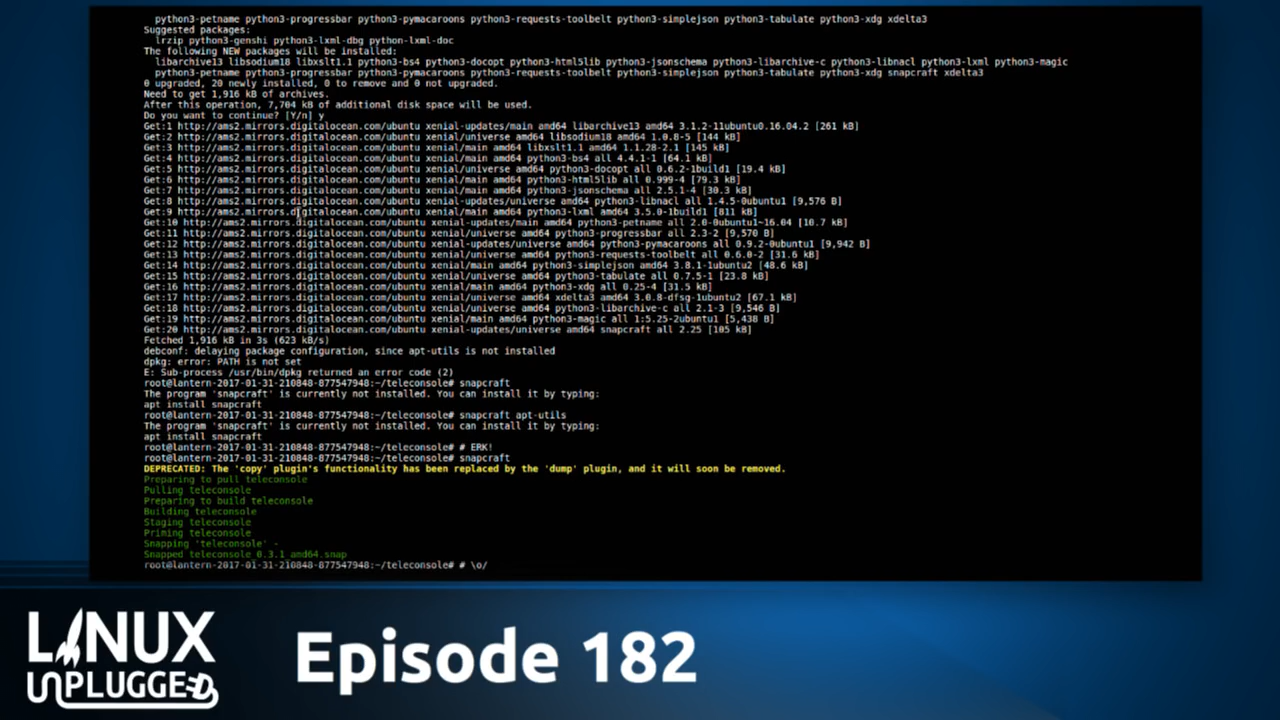 python3-petname python3-progressbar python3-pymacaroons python3-requests-toolbelt python3-simplejson python3-tabulate python3-xdg xdelta3
Suggested packages:
lrzip python3-genshi python3-lxml-dbg python-lxml-doc
The following NEW packages will be installed:
libarchive13 libsodium18 libxslt1.1 python3-bs4 python3-docopt python3-html5lib python3-jsonschema python3-libarchive-c python3-libnacl python3-lxml python3-magic
python3-petname python3-progressbar python3-pymacaroons python3-requests-toolbelt python3-simplejson python3-tabulate python3-xdg snapcraft xdelta3
0 upgraded, 20 newly installed, 0 to remove and 0 not upgraded.
Need to get 1,916 kB of archives.
After this operation, 7,704 kB of additional disk space will be used.
Do you want to continue? [Y/n] y
Get:1 http://ams2.mirrors.digitalocean.com/ubuntu xenial-updates/main amd64 libarchive13 amd64 3.1.2-11ubuntu0.16.04.2 [261 kB]
Get:2 http://ams2.mirrors.digitalocean.com/ubuntu xenial/universe amd64 libsodium18 amd64 1.0.8-5 [144 kB]
Get:3 http://ams2.mirrors.digitalocean.com/ubuntu xenial/main amd64 libxslt1.1 amd64 1.1.28-2.1 [145 kB]
Get:4 http://ams2.mirrors.digitalocean.com/ubuntu xenial/main amd64 python3-bs4 all 4.4.1-1 [64.1 kB]
Get:5 http://ams2.mirrors.digitalocean.com/ubuntu xenial/universe amd64 python3-docopt all 0.6.2-1build1 [19.4 kB]
Get:6 http://ams2.mirrors.digitalocean.com/ubuntu xenial/main amd64 python3-html5lib all 0.999-4 [79.3 kB]
Get:7 http://ams2.mirrors.digitalocean.com/ubuntu xenial/main amd64 python3-jsonschema all 2.5.1-4 [30.3 kB]
Get:8 http://ams2.mirrors.digitalocean.com/ubuntu xenial-updates/universe amd64 python3-libnacl all 1.4.5-0ubuntu1 [9,576 B]
Get:9 http://ams2.mirrors.digitalocean.com/ubuntu xenial/main amd64 python3-lxml amd64 3.5.0-1build1 [811 kB]
Get:10 http://ams2.mirrors.digitalocean.com/ubuntu xenial-updates/main amd64 python3-petname all 2.0-0ubuntu1~16.04 [10.7 kB]
Get:11 http://ams2.mirrors.digitalocean.com/ubuntu xenial/universe amd64 python3-progressbar all 2.3-2 [9,570 B]
Get:12 http://ams2.mirrors.digitalocean.com/ubuntu xenial-updates/universe amd64 python3-pymacaroons all 0.9.2-0ubuntu1 [9,942 B]
Get:13 http://ams2.mirrors.digitalocean.com/ubuntu xenial/universe amd64 python3-requests-toolbelt all 0.6.0-2 [31.6 kB]
Get:14 http://ams2.mirrors.digitalocean.com/ubuntu xenial/main amd64 python3-simplejson amd64 3.8.1-1ubuntu2 [48.6 kB]
Get:15 http://ams2.mirrors.digitalocean.com/ubuntu xenial/universe amd64 python3-tabulate all 0.7.5-1 [23.8 kB]
Get:16 http://ams2.mirrors.digitalocean.com/ubuntu xenial/main amd64 python3-xdg all 0.25-4 [31.5 kB]
Get:17 http://ams2.mirrors.digitalocean.com/ubuntu xenial/universe amd64 xdelta3 amd64 3.0.8-dfsg-1ubuntu2 [67.1 kB]
Get:18 http://ams2.mirrors.digitalocean.com/ubuntu xenial/universe amd64 python3-libarchive-c all 2.1-3 [9,546 B]
Get:19 http://ams2.mirrors.digitalocean.com/ubuntu xenial/main amd64 python3-magic all 1:5.25-2ubuntu1 [5,438 B]
Get:20 http://ams2.mirrors.digitalocean.com/ubuntu xenial-updates/universe amd64 snapcraft all 2.25 [105 kB]
Fetched 1,916 kB in 3s (623 kB/s)
debconf: delaying package configuration, since apt-utils is not installed
dpkg: error: PATH is not set
E: Sub-process /usr/bin/dpkg returned an error code (2)
root@lantern-2017-01-31-210848-877547948:~/teleconsole# snapcraft
The program 'snapcraft' is currently not installed. You can install it by typing:
apt install snapcraft
root@lantern-2017-01-31-210848-877547948:~/teleconsole# snapcraft apt-utils
The program 'snapcraft' is currently not installed. You can install it by typing:
apt install snapcraft
root@lantern-2017-01-31-210848-877547948:~/teleconsole# # ERK!
root@lantern-2017-01-31-210848-877547948:~/teleconsole# snapcraft
DEPRECATED: The 'copy' plugin's functionality has been replaced by the 'dump' plugin, and it will soon be removed.
Preparing to pull teleconsole
Pulling teleconsole
Preparing to build teleconsole
Building teleconsole
Staging teleconsole
Priming teleconsole
Snapping 'teleconsole' -
Snapped teleconsole_0.3.1_amd64.snap
root@lantern-2017-01-31-210848-877547948:~/teleconsole# # \o/
LINUX
UNPLUGGED
Episode 182